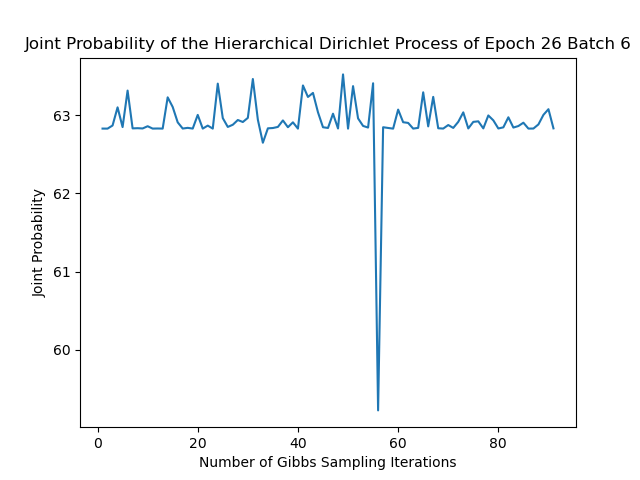 Joint Probability of the Hierarchical Dirichlet Process of Epoch 26 Batch 6
63
62
61
60
Joint Probability
0 20 40 60 80
Number of Gibbs Sampling Iterations